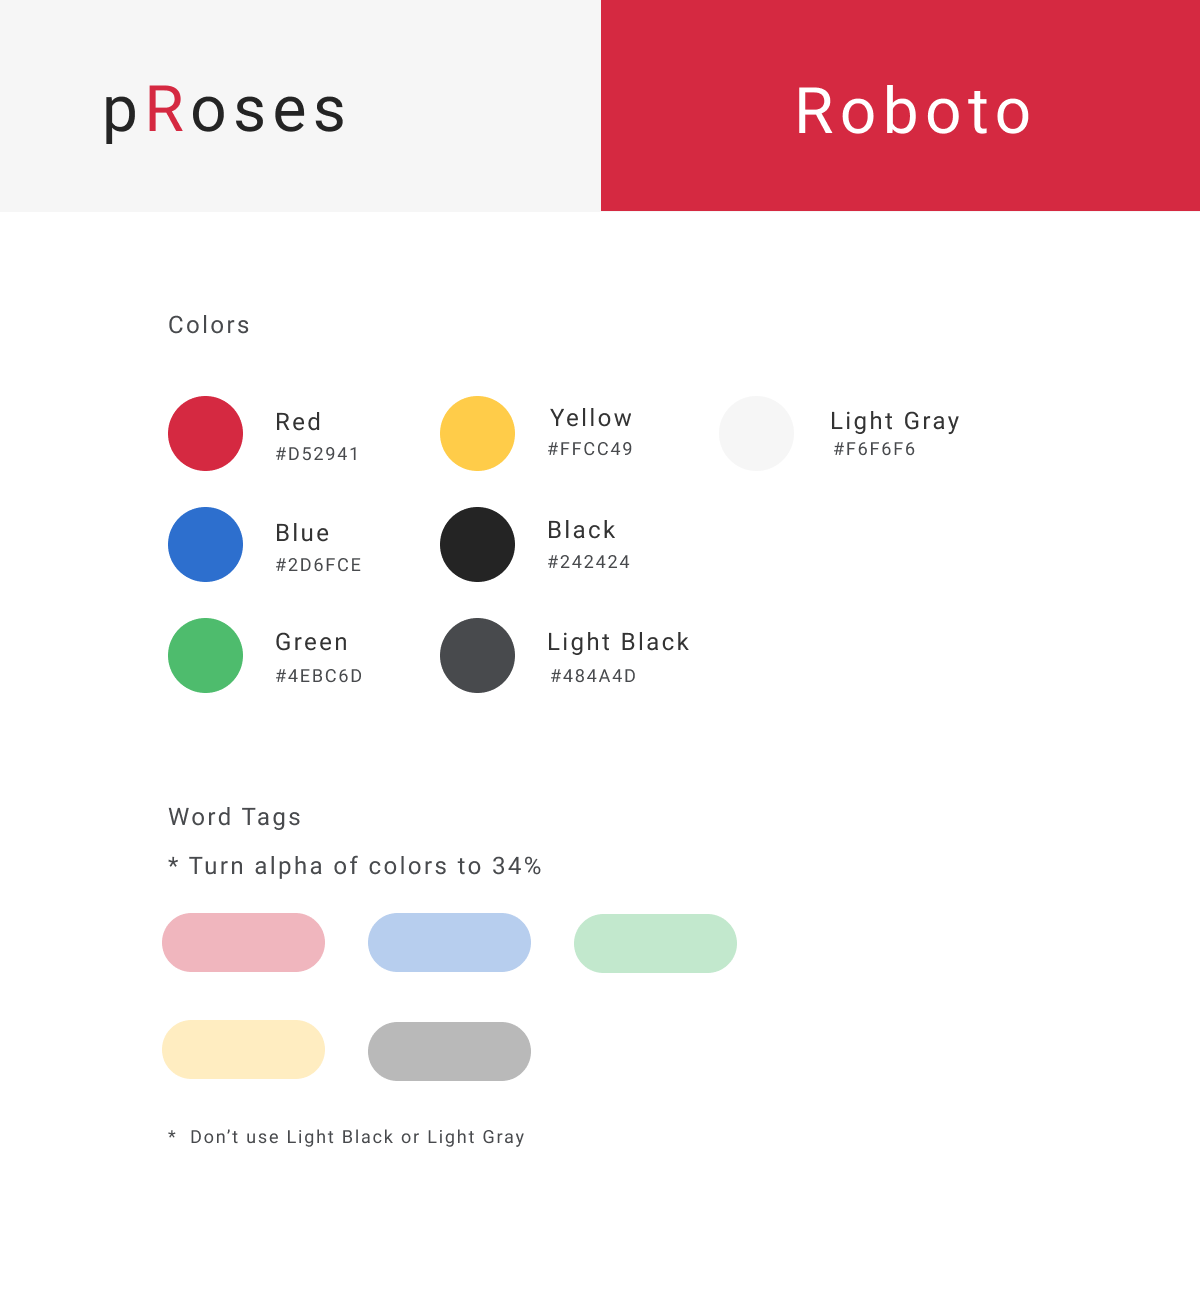 pRoses
Roboto
Colors
Red
#D52941
Yellow
#FFCC49
Light Gray
#F6F6F6
Blue
#2D6FCE
Black
#242424
Green
#4EBC6D
Light Black
#484A4D
Word Tags
* Turn alpha of colors to 34%
* Don’t use Light Black or Light Gray